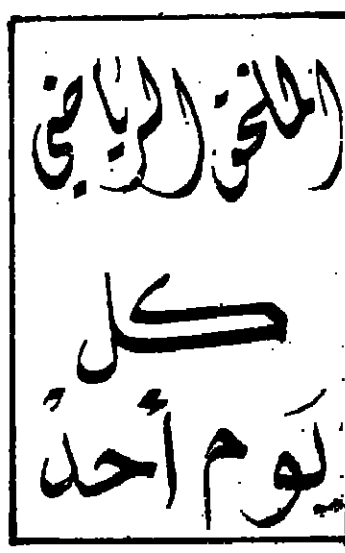 الملحق الرياضي
كل
يوم أحد